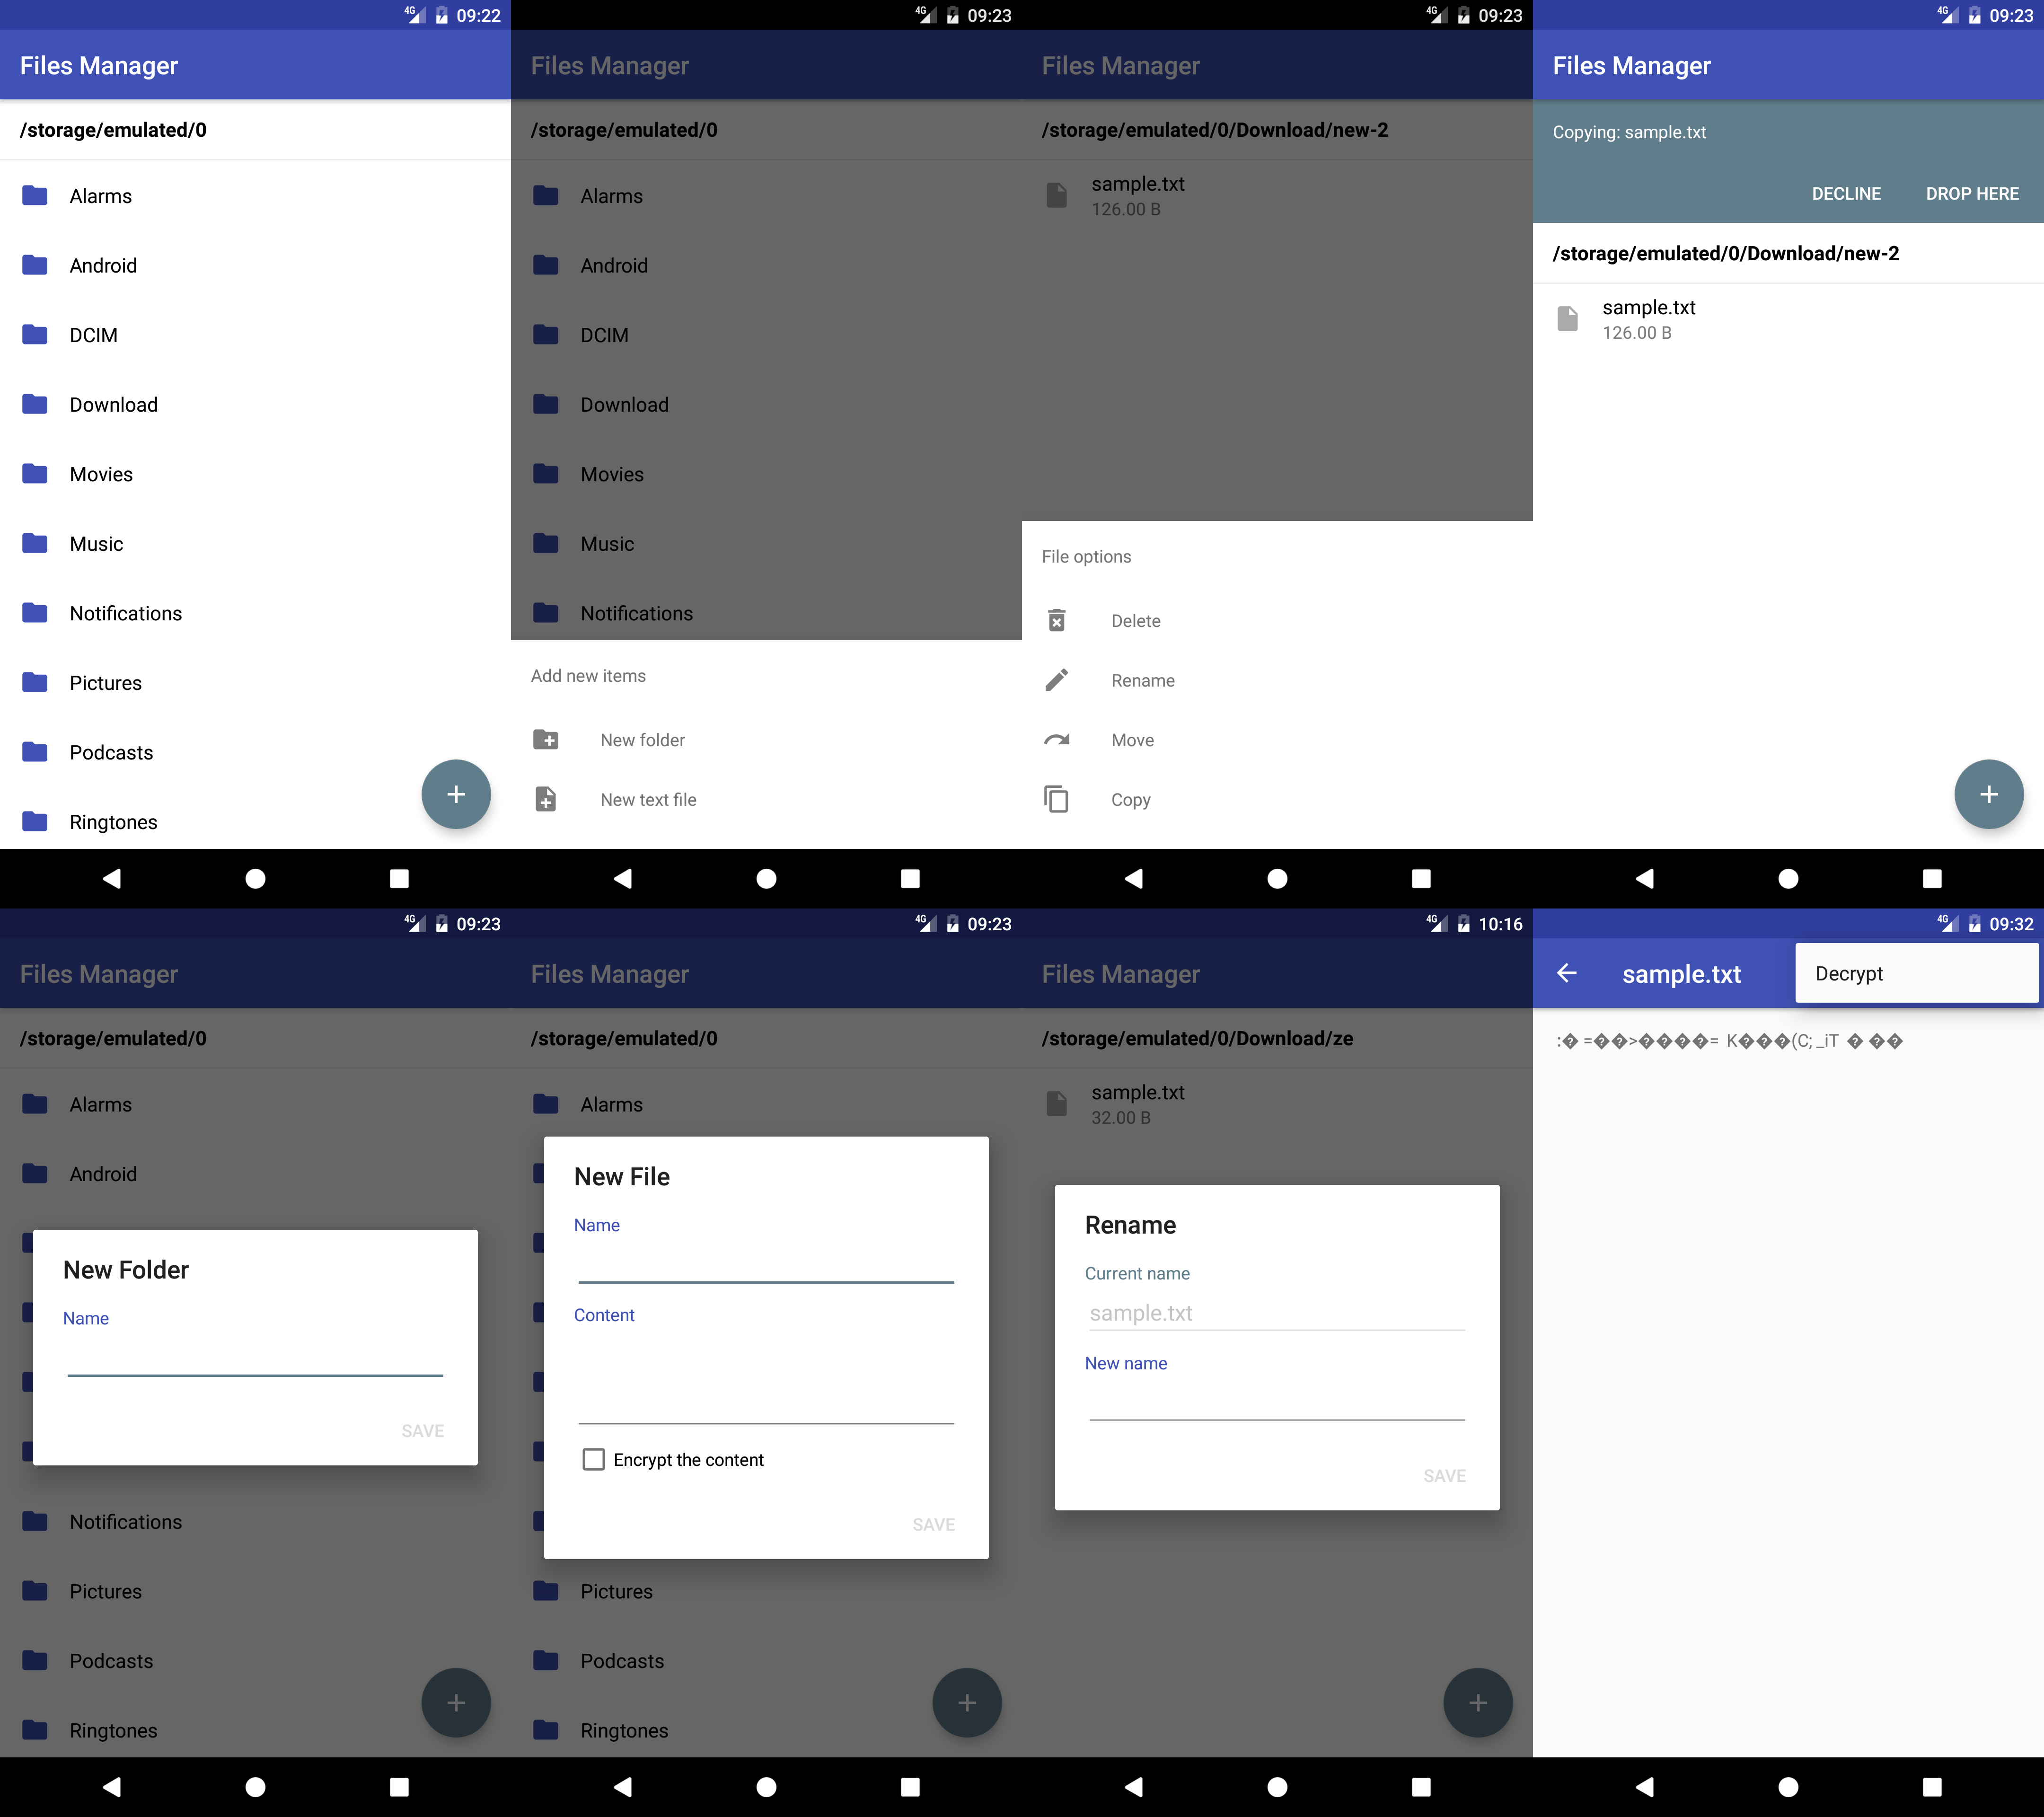 4G 09:22
Files Manager
/storage/emulated/0
Alarms
Android
DCIM
Download
Movies
Music
Notifications
Pictures
Podcasts
Ringtones
4G 09:23
Files Manager
/storage/emulated/0
Alarms
Android
DCIM
Download
Movies
Music
Notifications
Add new items
New folder
New text file
4G 09:23
Files Manager
/storage/emulated/0/Download/new-2
sample.txt
126.00 B
File options
Delete
Rename
Move
Copy
4G 09:23
Files Manager
Copying: sample.txt
DECLINE DROP HERE
/storage/emulated/0/Download/new-2
sample.txt
126.00 B
4G 09:23
Files Manager
/storage/emulated/0
Alarms
Android
New Folder
Name
SAVE
Notifications
Pictures
Podcasts
Ringtones
4G 09:23
Files Manager
/storage/emulated/0
Alarms
New File
Name
Content
Encrypt the content
SAVE
Pictures
Podcasts
Ringtones
4G 10:16
Files Manager
/storage/emulated/0/Download/ze
sample.txt
32.00 B
Rename
Current name
sample.txt
New name
SAVE
4G 09:32
sample.txt Decrypt
:� =��>����= K���(C; _iT � ��